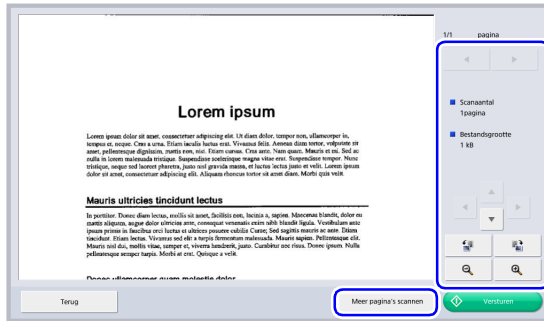 1/1 pagina
Lorem ipsum
Lorem ipsum dolor sit amet, consectetuer adipiscing elit. Ut diam dolor, tempor non, ullamcorper in,
tempus et, neque. Cras a urna. Etiam iaculis luctus erat. Vivamus felis. Aenean diam tortor, vulputate sit
amet, pellentesque dignissim, mattis non, nisl. Etiam cursus. Cras ante. Nam quam. Mauris et mi. Sed ac
nulla in lorem malesuada tristique. Suspendisse scelerisque magna vitae erat. Suspendisse tempor. Nunc
tristique, neque sed laoreet pharetra, justo nisl gravida massa, et luctus lectus justo et velit. Lorem ipsum
dolor sit amet, consectetuer adipiscing elit. Aliquam rhoncus tortor sit amet diam. Morbi quis velit.
Mauris ultricies tincidunt lectus
In porttitor. Donec diam lectus, mollis sit amet, facilisis non, lacinia a, sapien. Maecenas blandit, dolor eu
mattis aliquam, augue dolor ultricies ante, consequat venenatis enim nibh blandit ligula. Vestibulum ante
ipsum primis in faucibus orci luctus et ultrices posuere cubilia Curae; Sed sagittis mauris ac ante. Etiam
tincidunt. Etiam lectus. Vivamus sed elit a turpis fermentum malesuada. Mauris sapien. Pellentesque elit.
Mauris nisl dui, mollis vitae, semper et, viverra hendrerit, justo. Curabitur nec risus. Donec ipsum. Nulla
pellentesque semper turpis. Morbi at erat. Quisque a velit.
Donec ullamcorper quam molestie dolor
Scanaantal
1pagina
Bestandsgrootte
1 kB
Terug
Meer pagina's scannen
Versturen